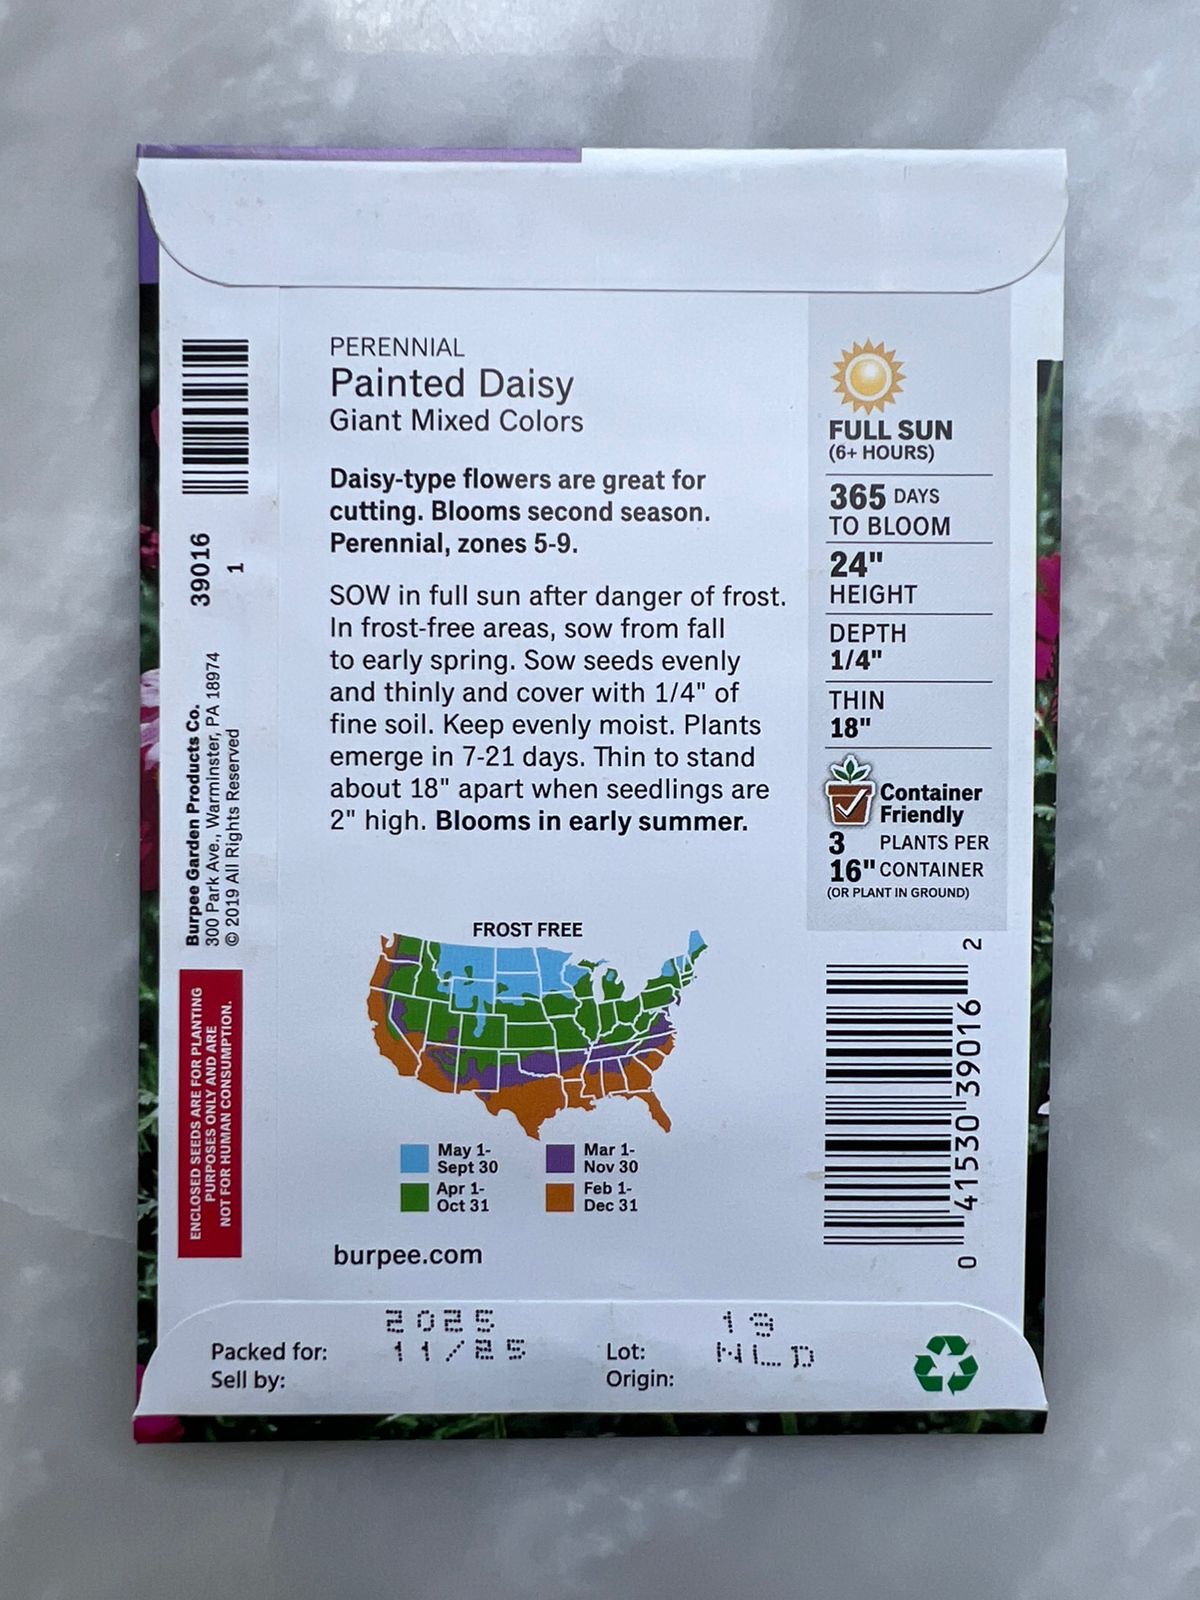 PERENNIAL
Painted Daisy
Giant Mixed Colors
Daisy-type flowers are great for
cutting. Blooms second season.
Perennial, zones 5-9.
SOW in full sun after danger of frost.
In frost-free areas, sow from fall
to early spring. Sow seeds evenly
and thinly and cover with 1/4" of
fine soil. Keep evenly moist. Plants
emerge in 7-21 days. Thin to stand
about 18" apart when seedlings are
2" high. Blooms in early summer.
FULL SUN
(6+ HOURS)
365 DAYS
TO BLOOM
24"
HEIGHT
DEPTH
1/4"
THIN
18"
Container
Friendly
3 PLANTS PER
16" CONTAINER
(OR PLANT IN GROUND)
39016
1
Burpee Garden Products Co.
300 Park Ave., Warminster, PA 18974
© 2019 All Rights Reserved
ENCLOSED SEEDS ARE FOR PLANTING
PURPOSES ONLY AND ARE
NOT FOR HUMAN CONSUMPTION.
FROST FREE
May 1-
Sept 30
Mar 1-
Nov 30
Apr 1-
Oct 31
Feb 1-
Dec 31
burpee.com
0 41530 39016 2
2025
11/25
Packed for:
Sell by:
19
NLD
Lot:
Origin: